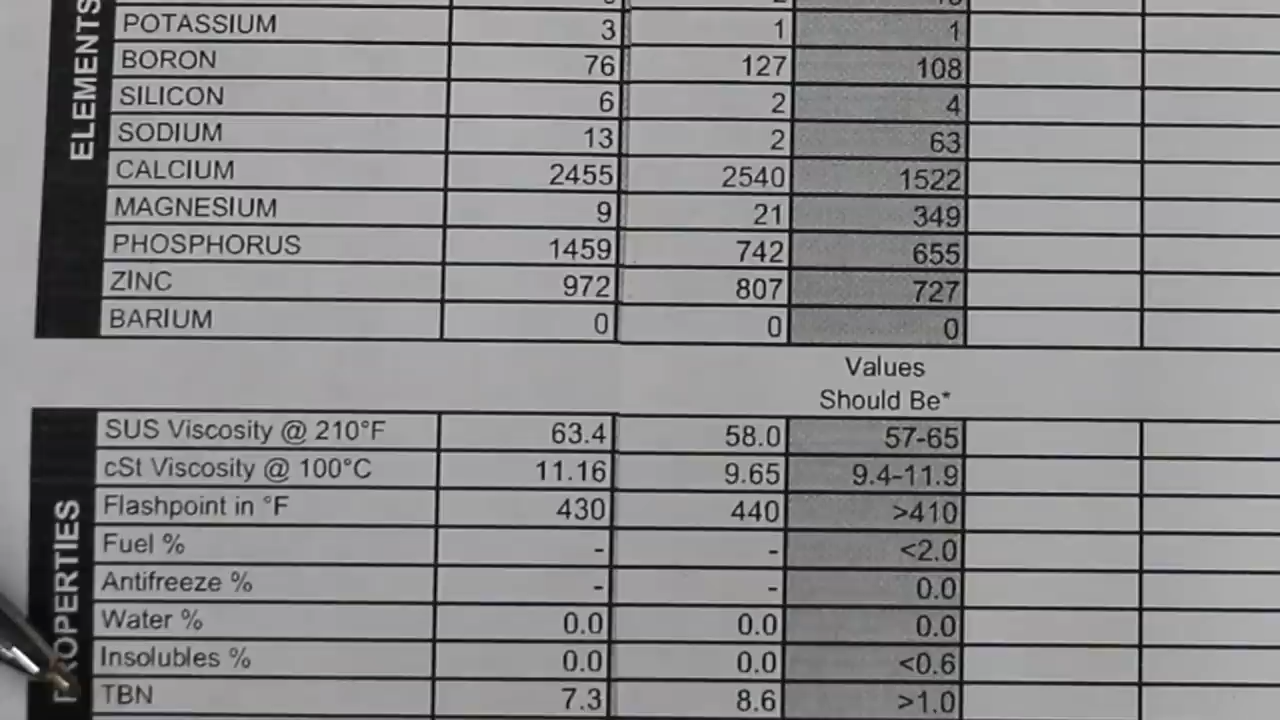 ELEMENTS
POTASSIUM 3 1 1
BORON 76 127 108
SILICON 6 2 4
SODIUM 13 2 63
CALCIUM 2455 2540 1522
MAGNESIUM 9 21 349
PHOSPHORUS 1459 742 655
ZINC 972 807 727
BARIUM 0 0 0
Values
Should Be*
PROPERTIES
SUS Viscosity @ 210°F 63.4 58.0 57-65
cSt Viscosity @ 100°C 11.16 9.65 9.4-11.9
Flashpoint in °F 430 440 >410
Fuel % - - <2.0
Antifreeze % - - 0.0
Water % 0.0 0.0 0.0
Insolubles % 0.0 0.0 <0.6
TBN 7.3 8.6 >1.0